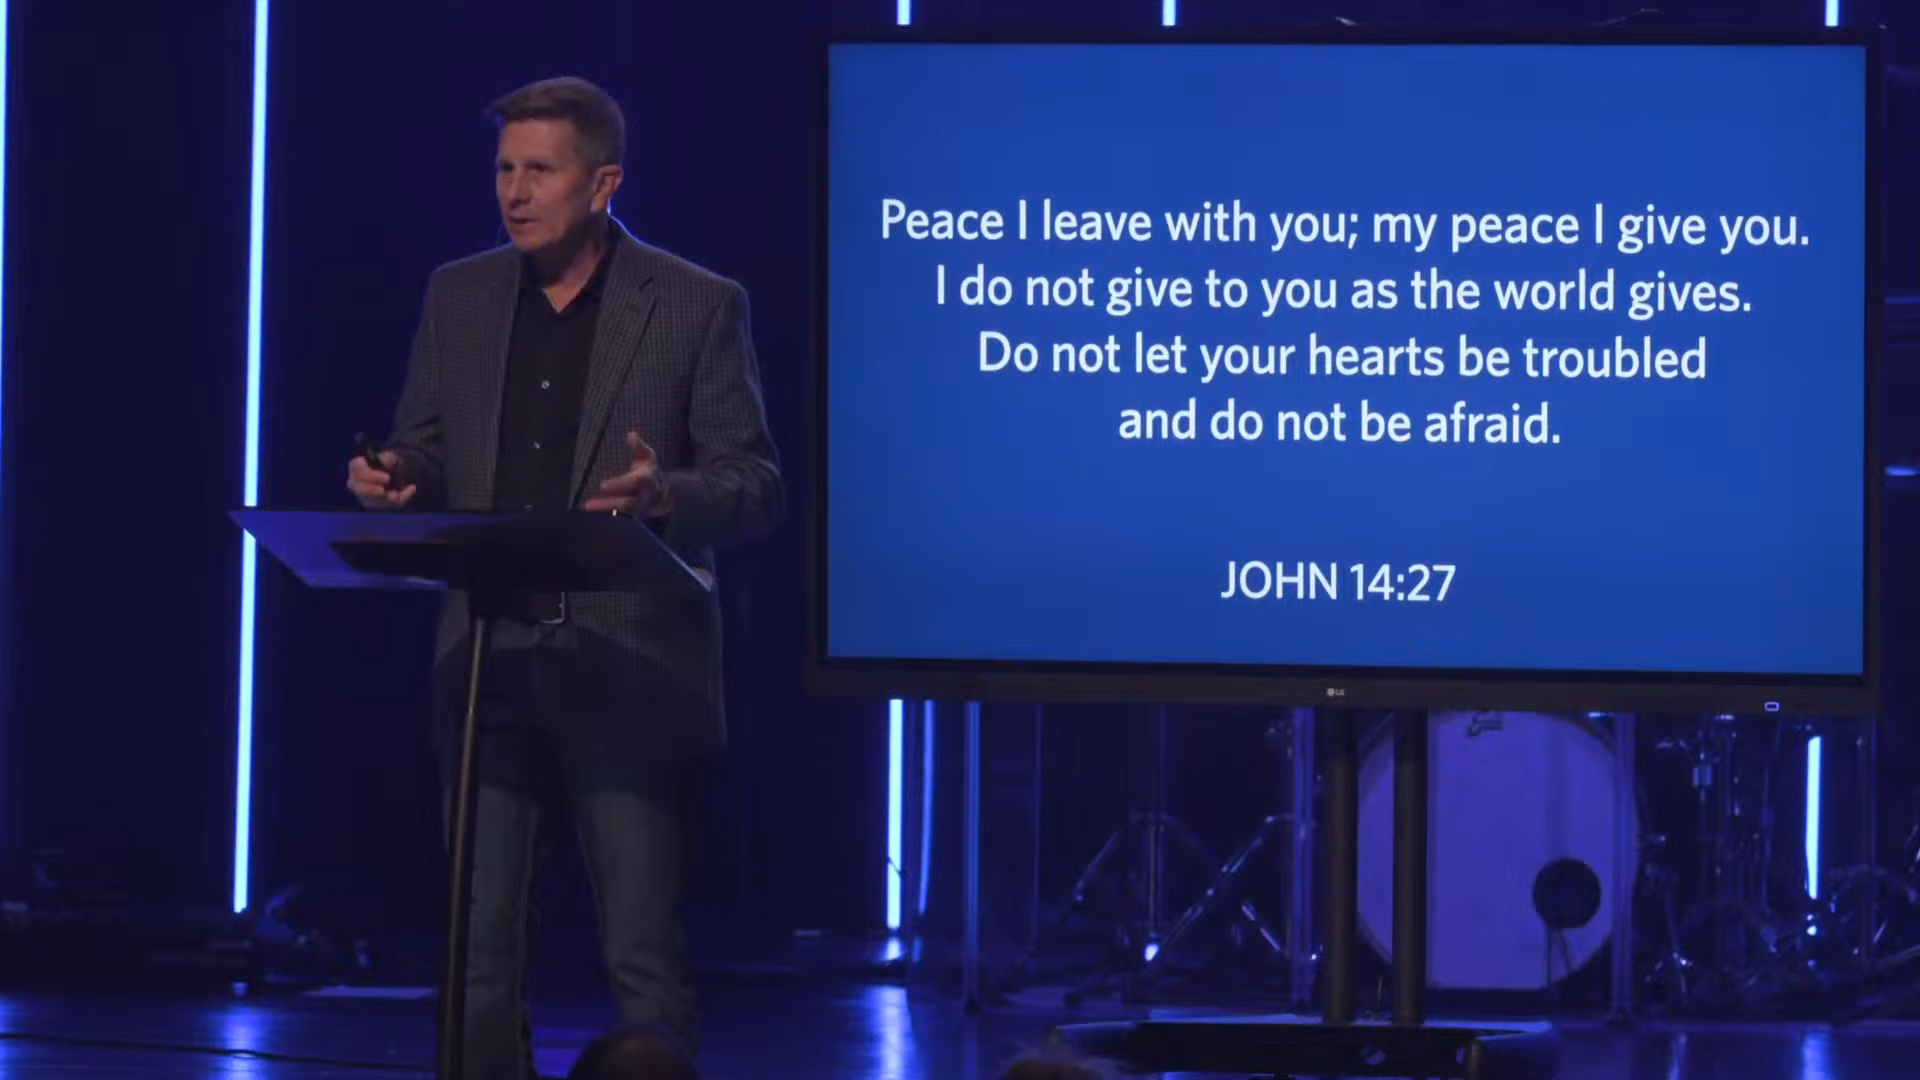 Peace I leave with you; my peace I give you.
I do not give to you as the world gives.
Do not let your hearts be troubled
and do not be afraid.
JOHN 14:27
LG